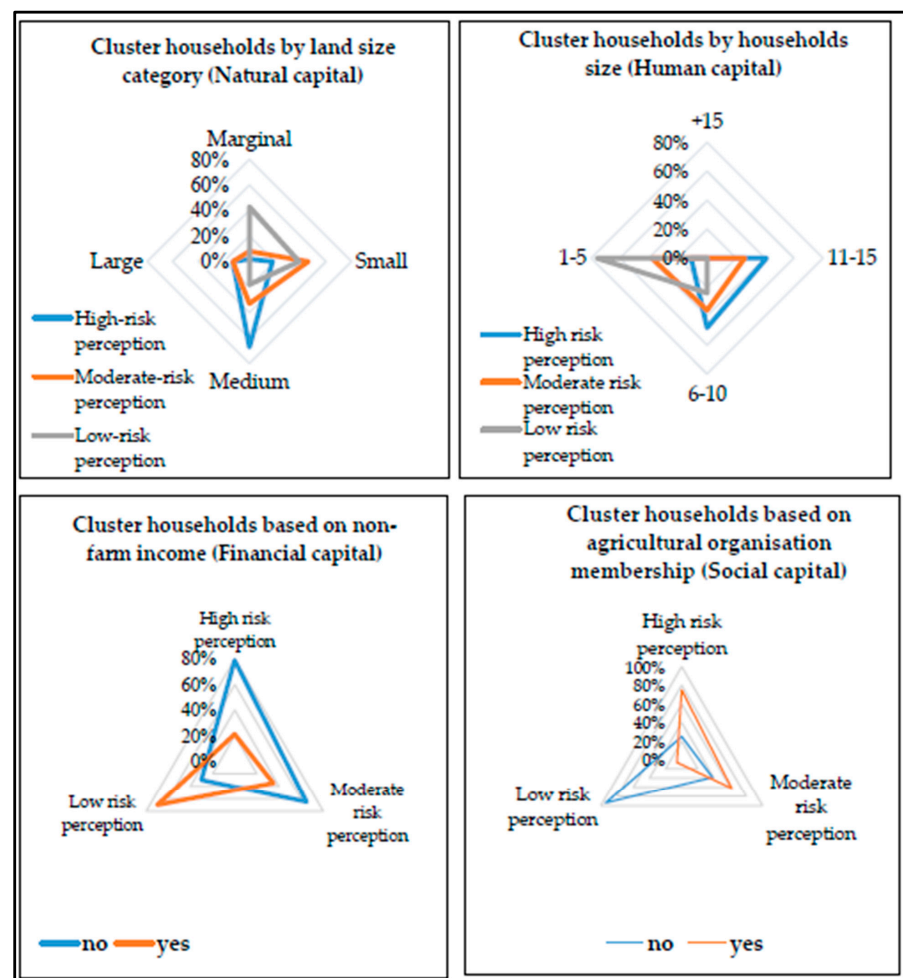 Cluster households by land size
category (Natural capital)
Marginal
80%
60%
40%
20%
0%
Large
Small
Medium
High-risk
perception
Moderate-risk
perception
Low-risk
perception
Cluster households by households
size (Human capital)
+15
80%
60%
40%
20%
0%
1-5
11-15
6-10
High risk
perception
Moderate risk
perception
Low risk
perception
Cluster households based on non-
farm income (Financial capital)
High risk
perception
80%
60%
40%
20%
0%
Low risk
perception
Moderate
risk
perception
no yes
Cluster households based on
agricultural organisation
membership (Social capital)
High risk
perception
100%
80%
60%
40%
20%
0%
Low risk
perception
Moderate
risk
perception
no yes